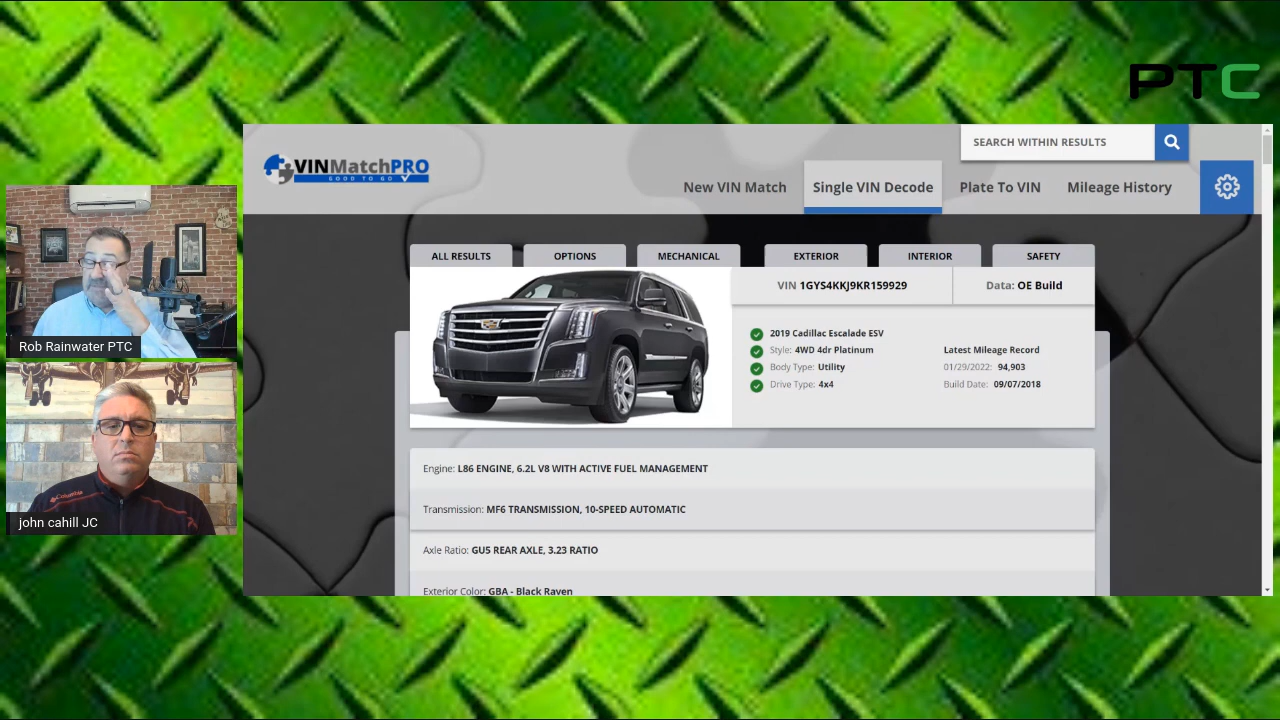 PTC
SEARCH WITHIN RESULTS
VINMatchPRO
GOOD TO GO
New VIN Match
Single VIN Decode
Plate To VIN
Mileage History
ALL RESULTS
OPTIONS
MECHANICAL
EXTERIOR
INTERIOR
SAFETY
VIN 1GYS4KKJ9KR159929
Data: OE Build
2019 Cadillac Escalade ESV
Style: 4WD 4dr Platinum
Body Type: Utility
Drive Type: 4x4
Latest Mileage Record
01/29/2022: 94,903
Build Date: 09/07/2018
Engine: L86 ENGINE, 6.2L V8 WITH ACTIVE FUEL MANAGEMENT
Transmission: MF6 TRANSMISSION, 10-SPEED AUTOMATIC
Axle Ratio: GU5 REAR AXLE, 3.23 RATIO
Exterior Color: GBA - Black Raven
Rob Rainwater PTC
Columbia
john cahill JC